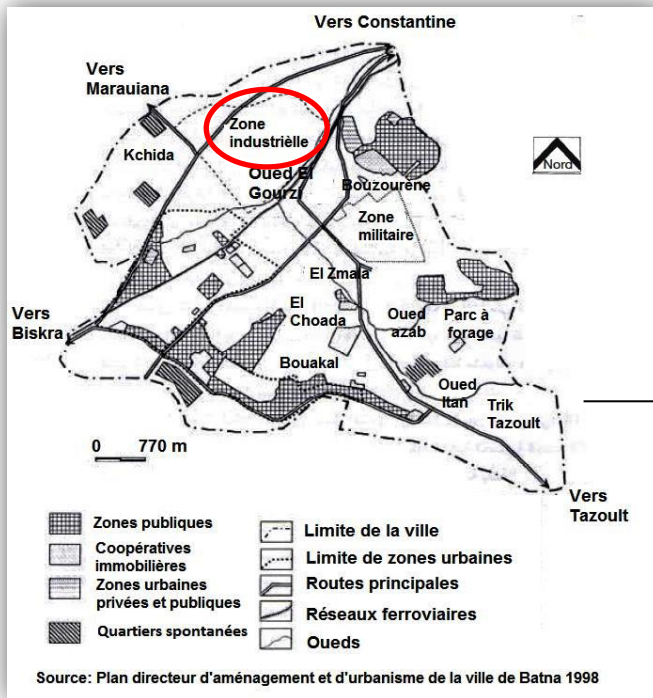 Vers
Constantine
Vers
Marauiana
Zone
industrièlle
Kchida
Oued El
Gourzi
Bouzourene
Nord
Zone
militaire
El Zmala
Vers
Biskra
El
Choada
Oued
azab
Parc à
forage
Bouakal
Oued
Itan
Trik
Tazoult
0 770 m
Vers
Tazoult
Zones publiques
Coopératives
immobilières
Zones urbaines
privées et publiques
Quartiers spontanées
Limite de la ville
Limite de zones urbaines
Routes principales
Réseaux ferroviaires
Oueds
Source: Plan directeur d'aménagement et d'urbanisme de la ville de Batna 1998